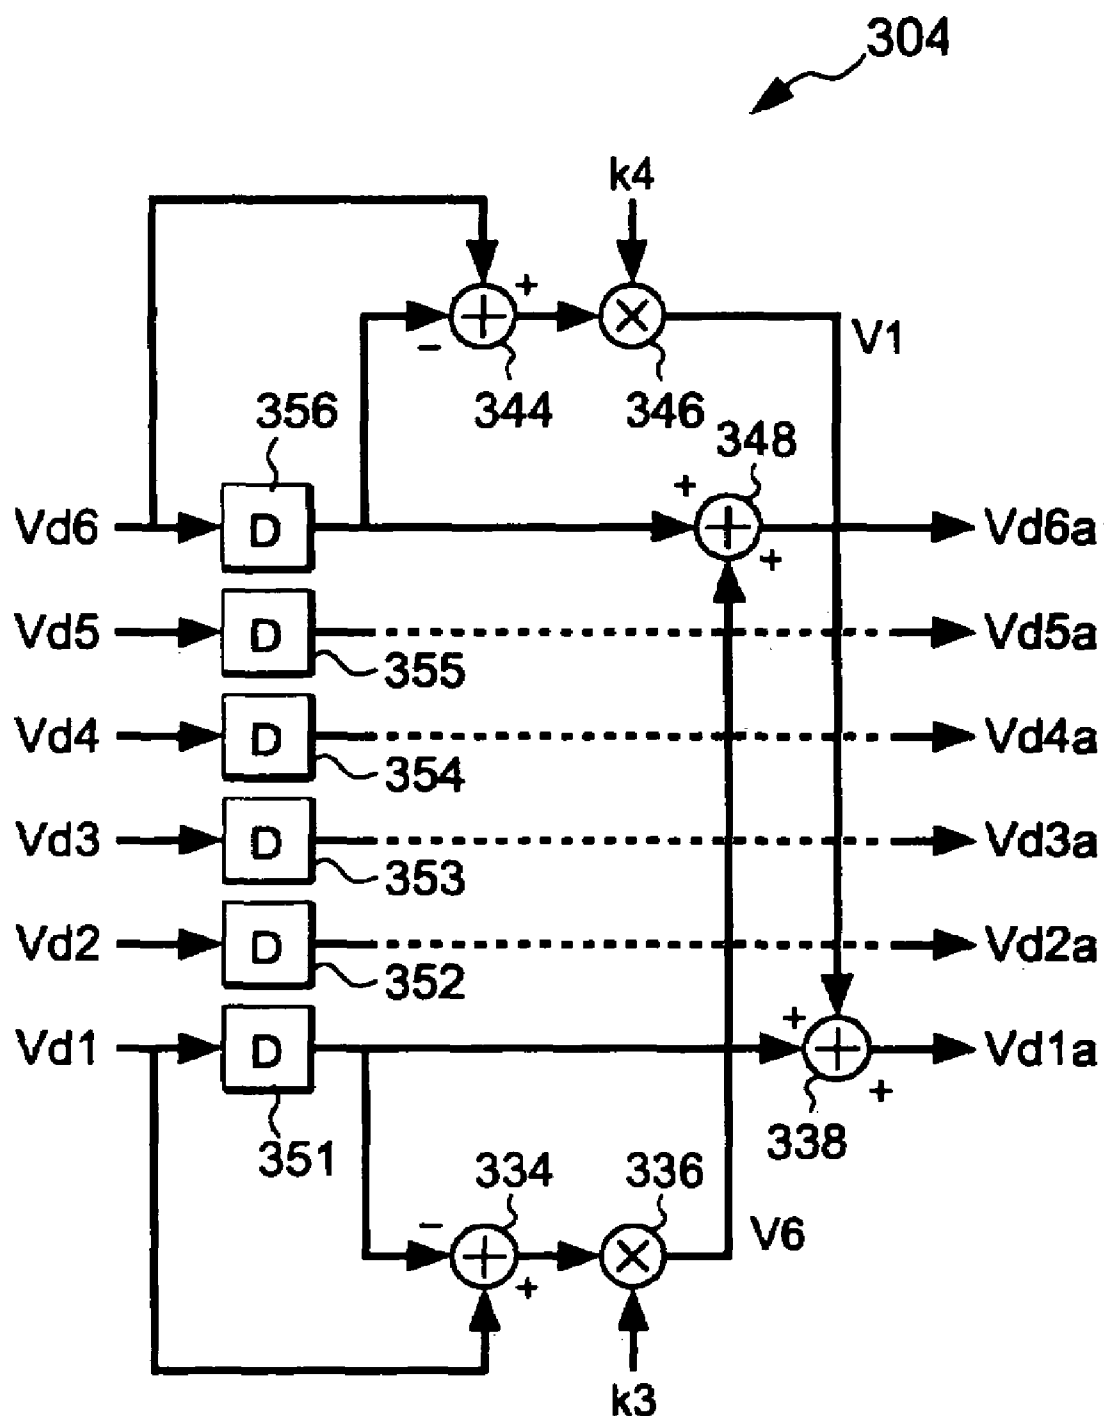 304
k4
+
-
V1
344
346
356
348
+
Vd6
D
+
Vd6a
Vd5
D
355
Vd5a
Vd4
D
354
Vd4a
Vd3
D
353
Vd3a
Vd2
D
352
Vd2a
+
Vd1
D
Vd1a
+
351
338
334
336
-
+
V6
k3